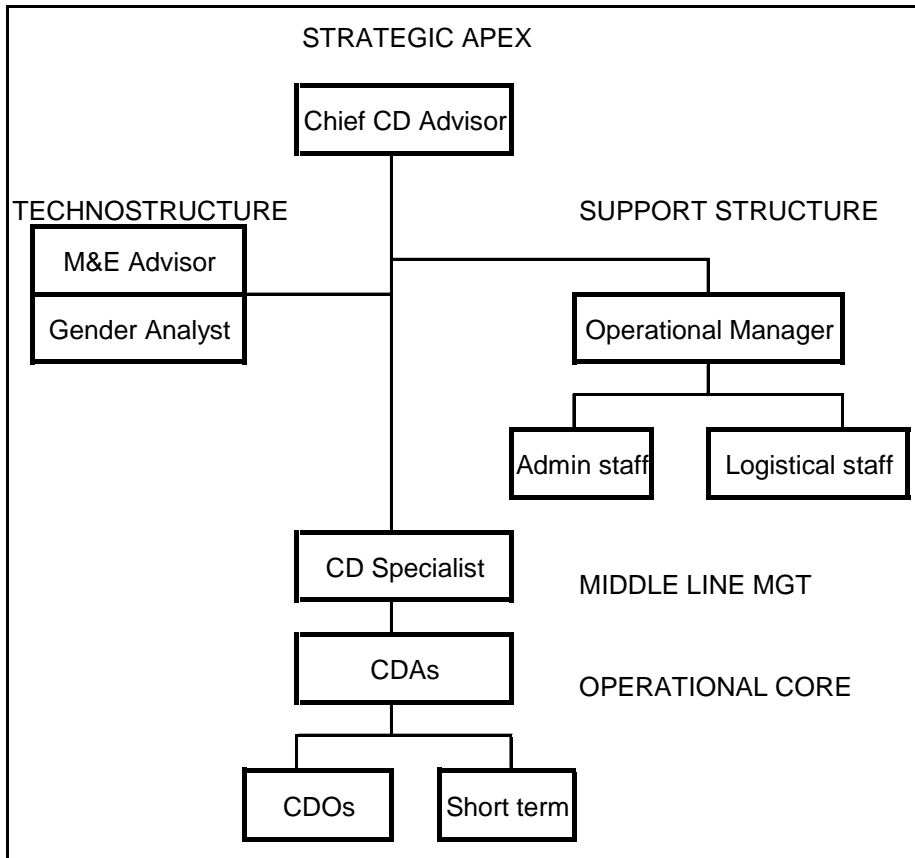 STRATEGIC APEX
Chief CD Advisor
TECHNOSTRUCTURE
SUPPORT STRUCTURE
M&E Advisor
Gender Analyst
Operational Manager
Admin staff
Logistical staff
CD Specialist
MIDDLE LINE MGT
CDAs
OPERATIONAL CORE
CDOs
Short term